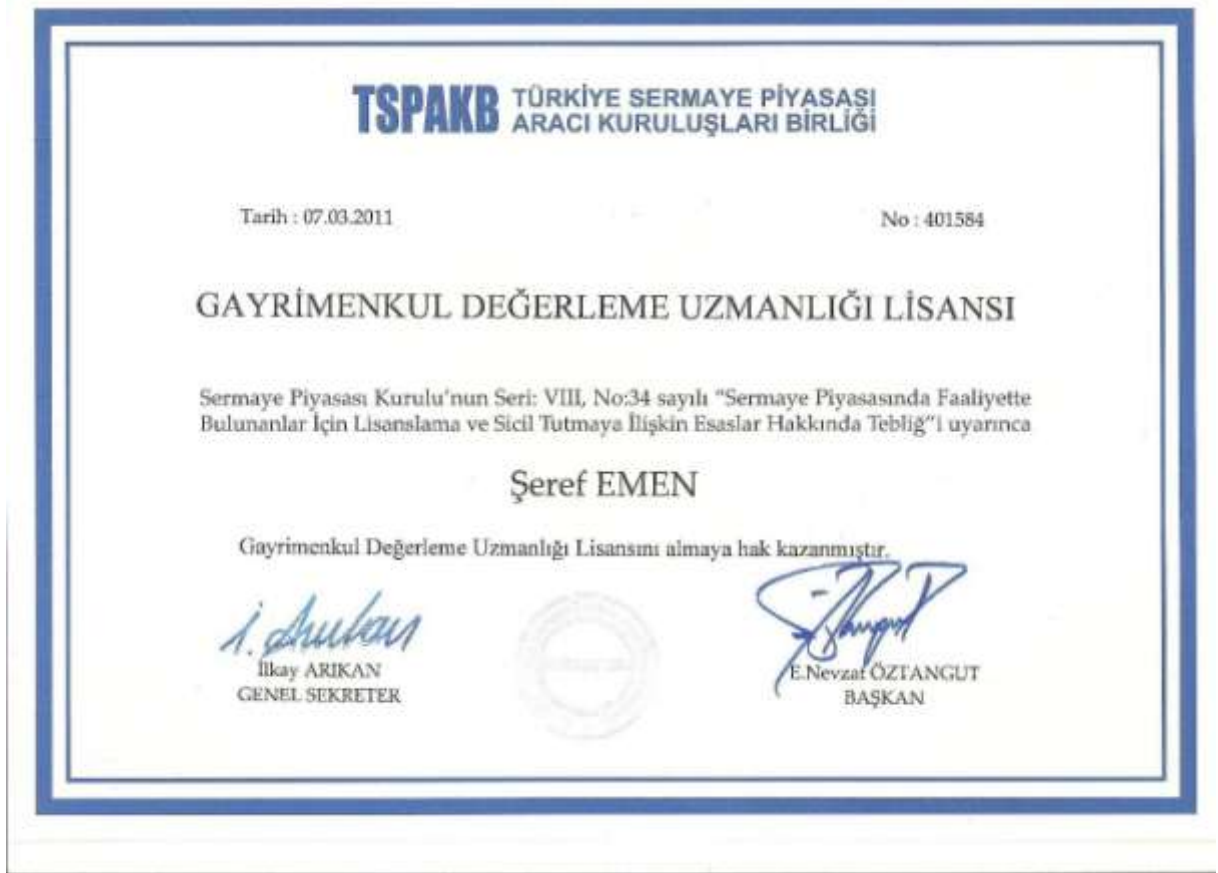 TSPAKB TÜRKİYE SERMAYE PİYASASI
ARACI KURULUŞLARI BİRLİĞİ
Tarih : 07.03.2011
No : 401584
GAYRİMENKUL DEĞERLEME UZMANLIĞI LİSANSI
Sermaye Piyasası Kurulu'nun Seri: VIII, No:34 sayılı "Sermaye Piyasasında Faaliyette
Bulunanlar İçin Lisanslama ve Sicil Tutmaya İlişkin Esaslar Hakkında Tebliğ"i uyarınca
Şeref EMEN
Gayrimenkul Değerleme Uzmanlığı Lisansını almaya hak kazanmıştır.
İ. Arıkan
İlkay ARIKAN
GENEL SEKRETER
E.Nevzat ÖZTANGUT
BAŞKAN